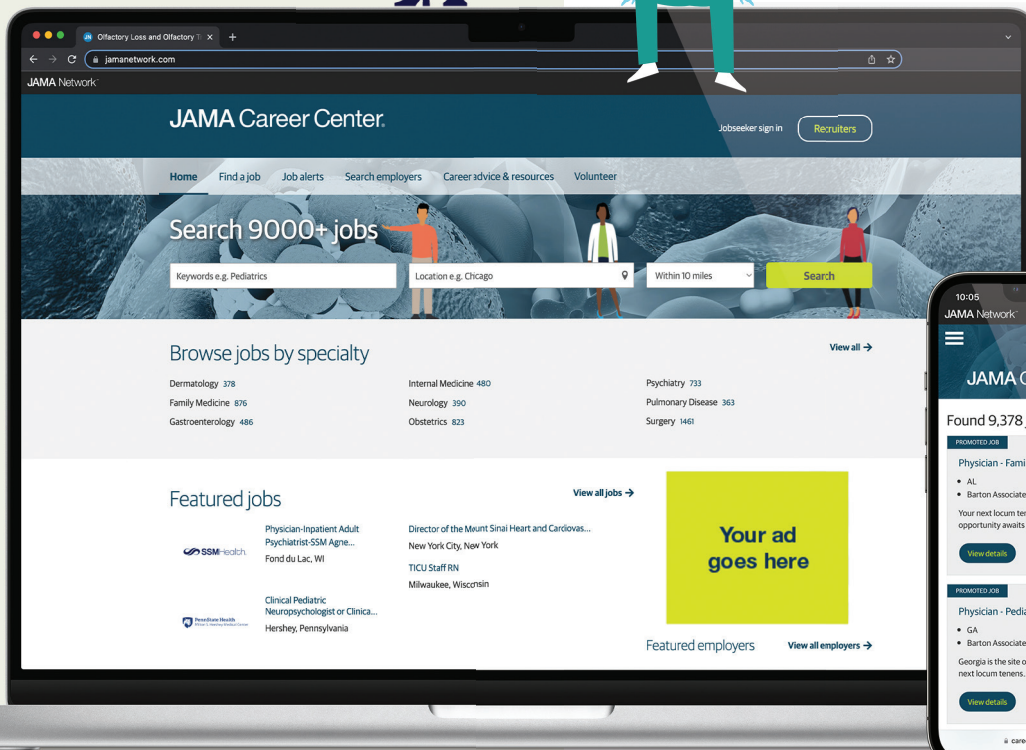 Olfactory Loss and Olfactory
jamanetwork.com
JAMA Network
JAMA Career Center.
Jobseeker sign in
Recruiters
Home Find a job Job alerts Search employers Career advice & resources Volunteer
Search 9000+ jobs
Keywords e.g. Pediatrics
Location e.g. Chicago
Within 10 miles
Search
Browse jobs by specialty
View all →
Dermatology 378
Family Medicine 876
Gastroenterology 486
Internal Medicine 480
Neurology 390
Obstetrics 823
Psychiatry 733
Pulmonary Disease 363
Surgery 1461
Featured jobs
View all jobs →
SSMHealth.
Physician-Inpatient Adult
Psychiatrist-SSM Agne...
Fond du Lac, WI
PennState Health
Clinical Pediatric
Neuropsychologist or Clinica...
Hershey, Pennsylvania
Director of the Mount Sinai Heart and Cardiovas...
New York City, New York
TICU Staff RN
Milwaukee, Wisconsin
Your ad
goes here
Featured employers
View all employers →
10:05
JAMA Network
JAMA C
Found 9,378
PROMOTED JOB
Physician - Fami
• AL
• Barton Associate
Your next locum ten
opportunity awaits
View details
PROMOTED JOB
Physician - Pedia
• GA
• Barton Associate
Georgia is the site o
next locum tenens.
View details
care